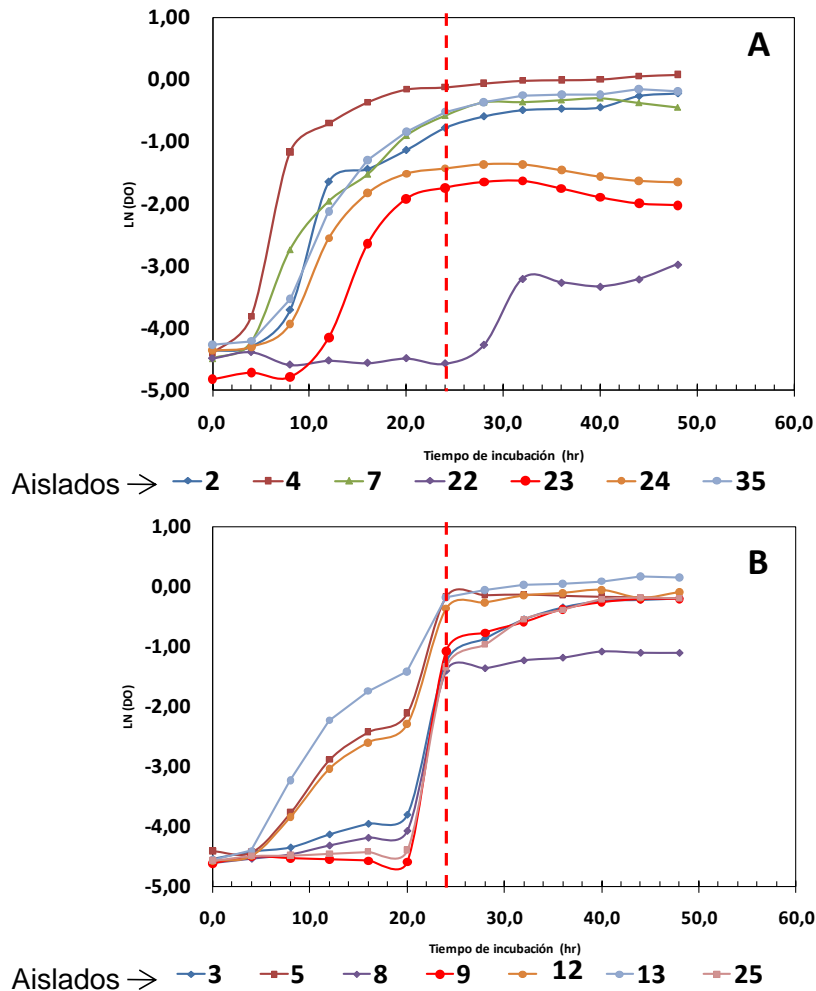 A
1,00
0,00
-1,00
-2,00
-3,00
-4,00
-5,00
LN (DO)
0,0 10,0 20,0 30,0 40,0 50,0 60,0
Tiempo de incubación (hr)
Aislados → 2 4 7 22 23 24 35
B
1,00
0,00
-1,00
-2,00
-3,00
-4,00
-5,00
LN (DO)
0,0 10,0 20,0 30,0 40,0 50,0 60,0
Tiempo de incubación (hr)
Aislados → 3 5 8 9 12 13 25